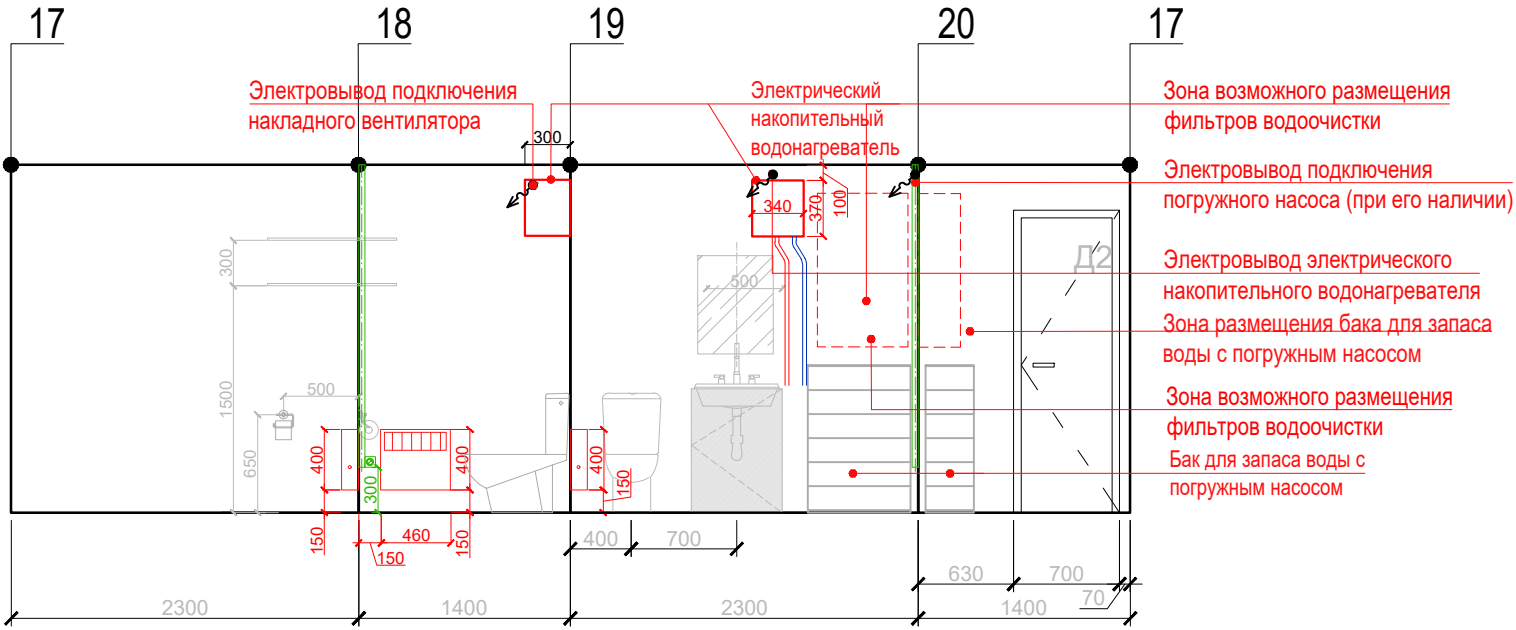 17
18
19
20
17
Электровывод подключения
накладного вентилятора
Электрический
накопительный
водонагреватель
Зона возможного размещения
фильтров водоочистки
Электровывод подключения
погружного насоса (при его наличии)
Электровывод электрического
накопительного водонагревателя
Зона размещения бака для запаса
воды с погружным насосом
Зона возможного размещения
фильтров водоочистки
Бак для запаса воды с
погружным насосом
300
340
370
100
Д2
300
500
1500
500
650
400
400
400
150
300
150
460
150
150
400
700
630
700
70
2300
1400
2300
1400